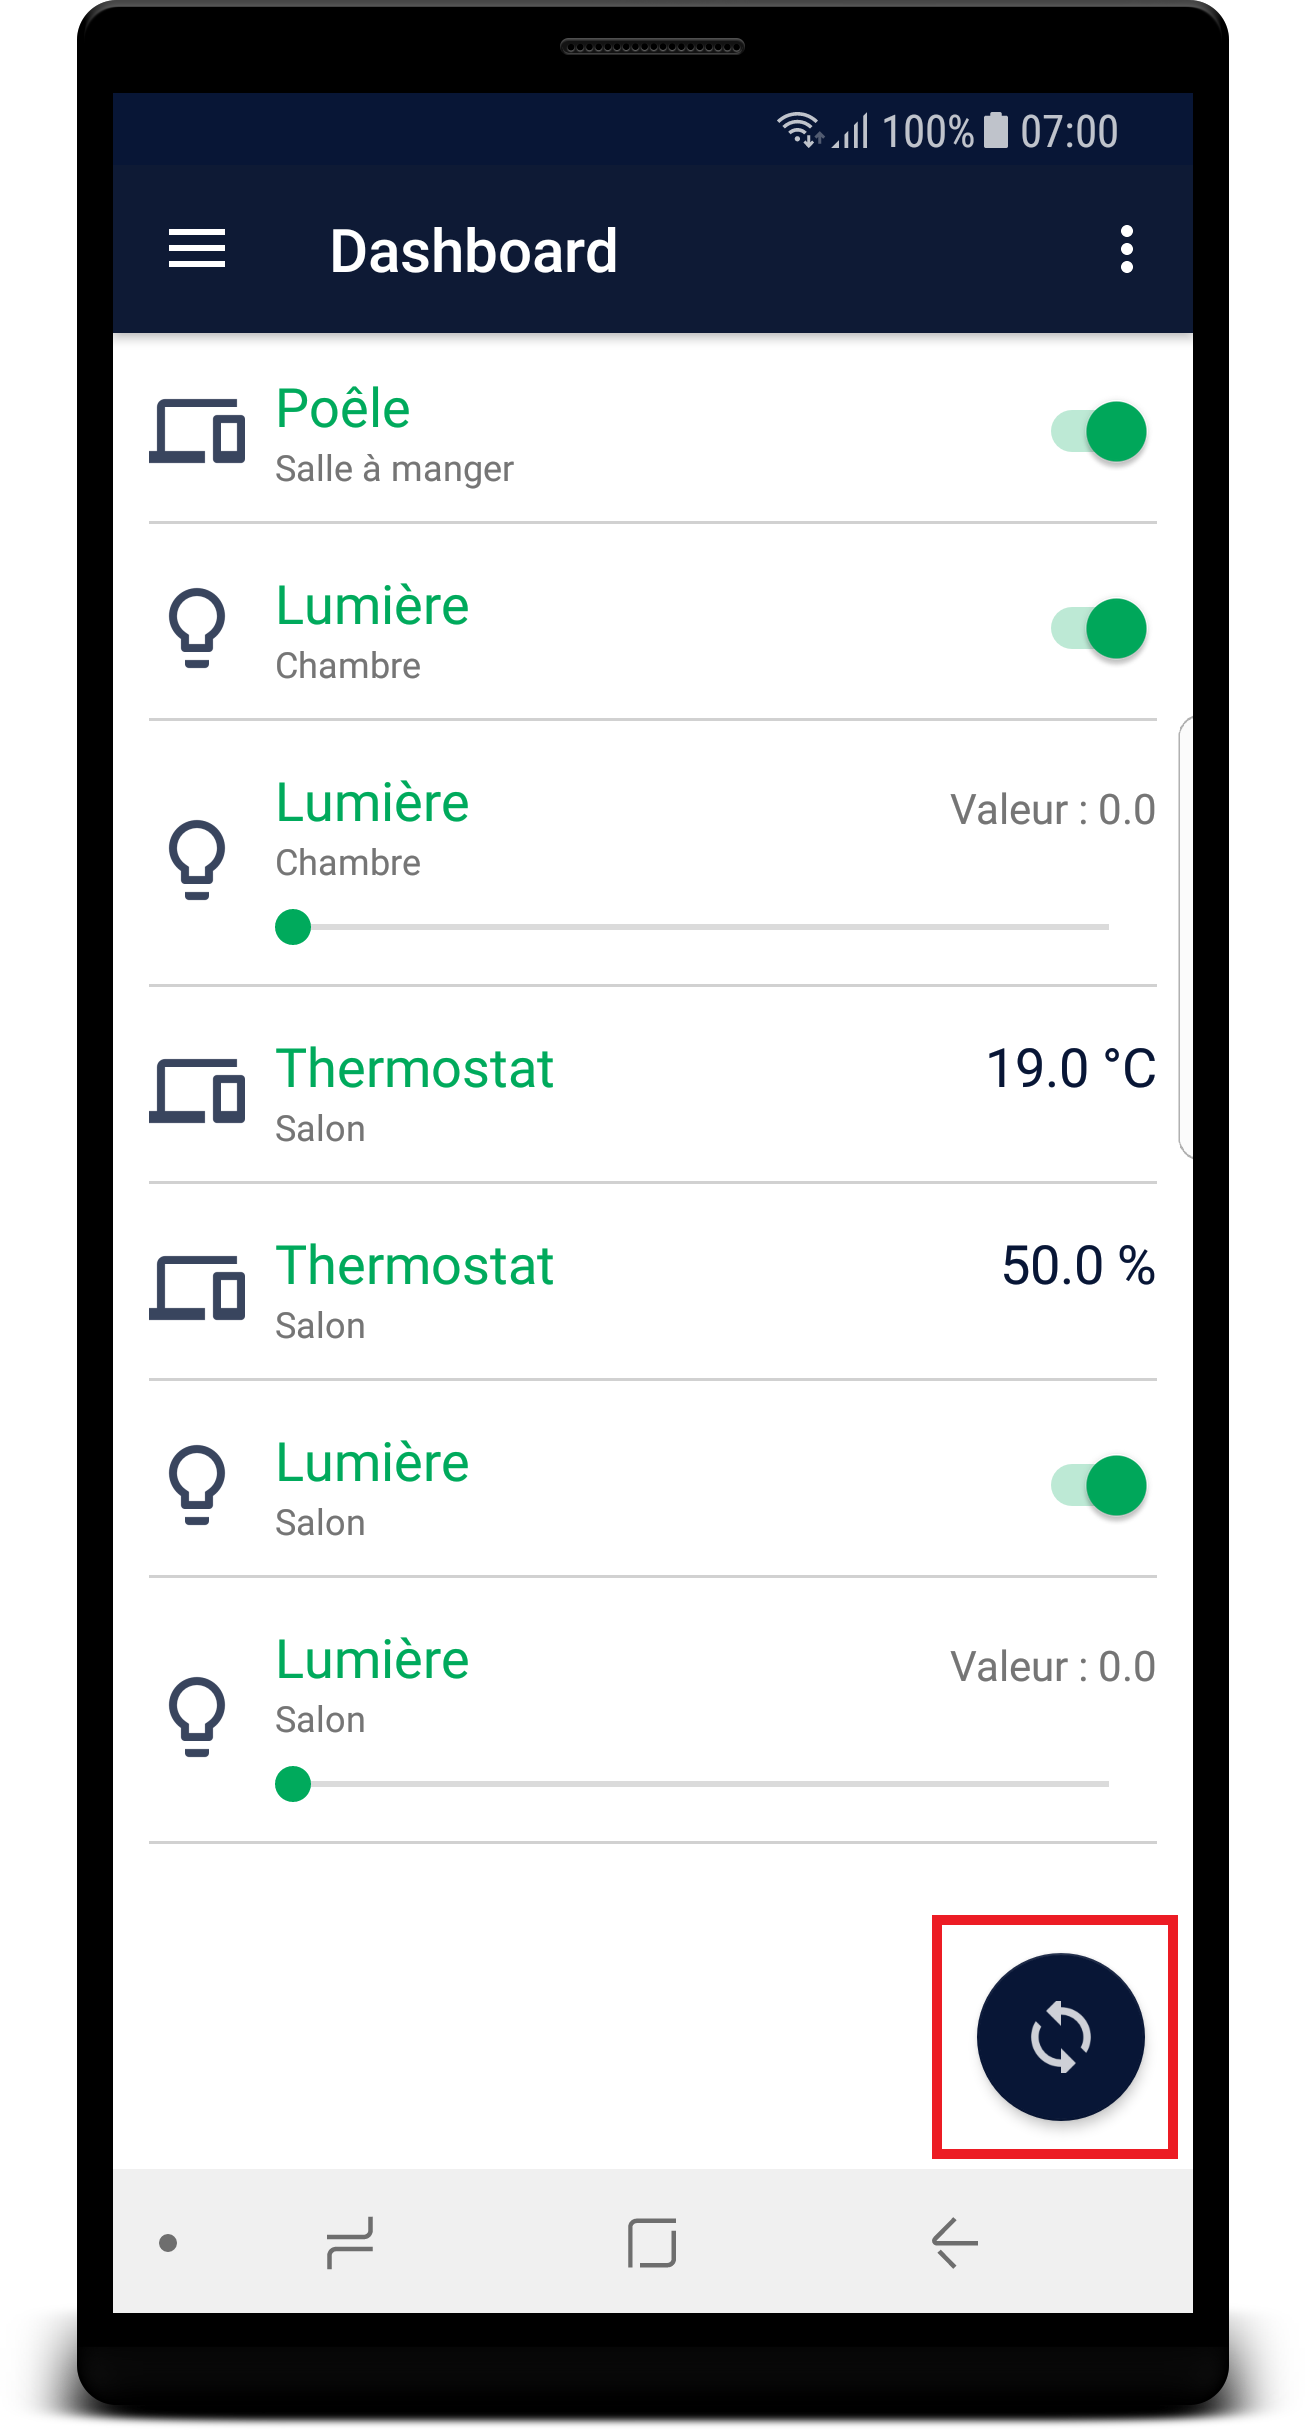 100% 07:00
Dashboard
Poêle
Salle à manger
Lumière
Chambre
Lumière
Valeur : 0.0
Chambre
Thermostat
19.0 °C
Salon
Thermostat
50.0 %
Salon
Lumière
Salon
Lumière
Valeur : 0.0
Salon